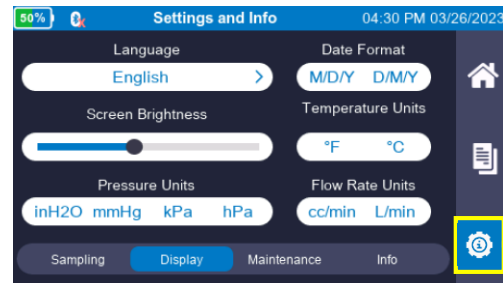 50% Settings and Info 04:30 PM 03/26/2023
Language Date Format
English > M/D/Y D/M/Y
Screen Brightness Temperature Units
°F °C
Pressure Units Flow Rate Units
inH2O mmHg kPa hPa cc/min L/min
Sampling Display Maintenance Info